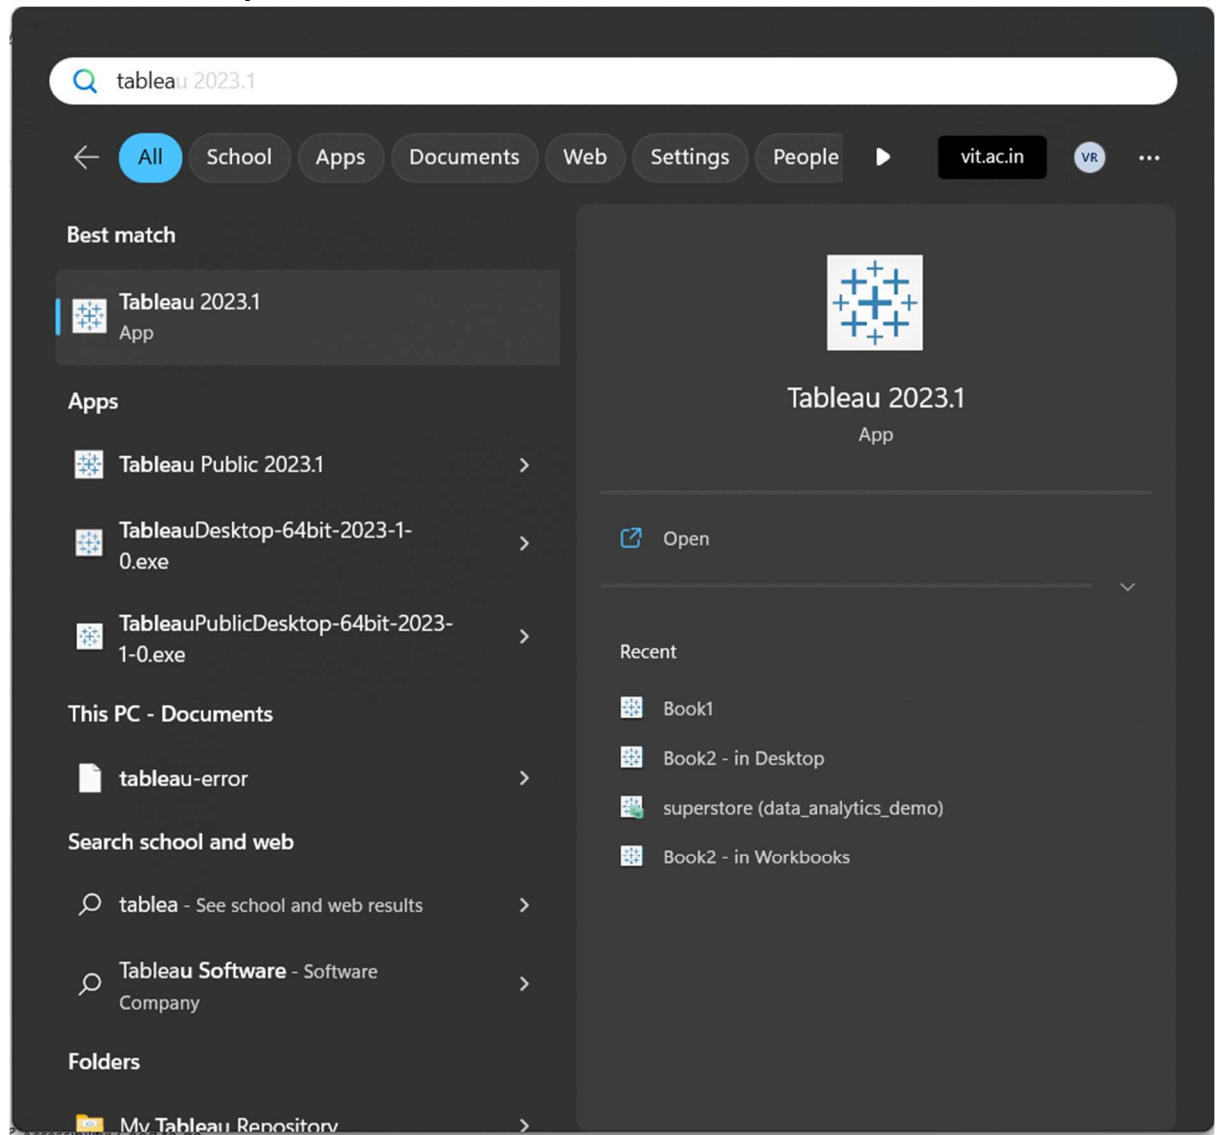 tableau 2023.1
All School Apps Documents Web Settings People vit.ac.in VR
Best match
Tableau 2023.1
App
Apps
Tableau Public 2023.1
TableauDesktop-64bit-2023-1-
0.exe
TableauPublicDesktop-64bit-2023-
1-0.exe
This PC - Documents
tableau-error
Search school and web
tablea - See school and web results
Tableau Software - Software
Company
Folders
My Tableau Repository
Tableau 2023.1
App
Open
Recent
Book1
Book2 - in Desktop
superstore (data_analytics_demo)
Book2 - in Workbooks